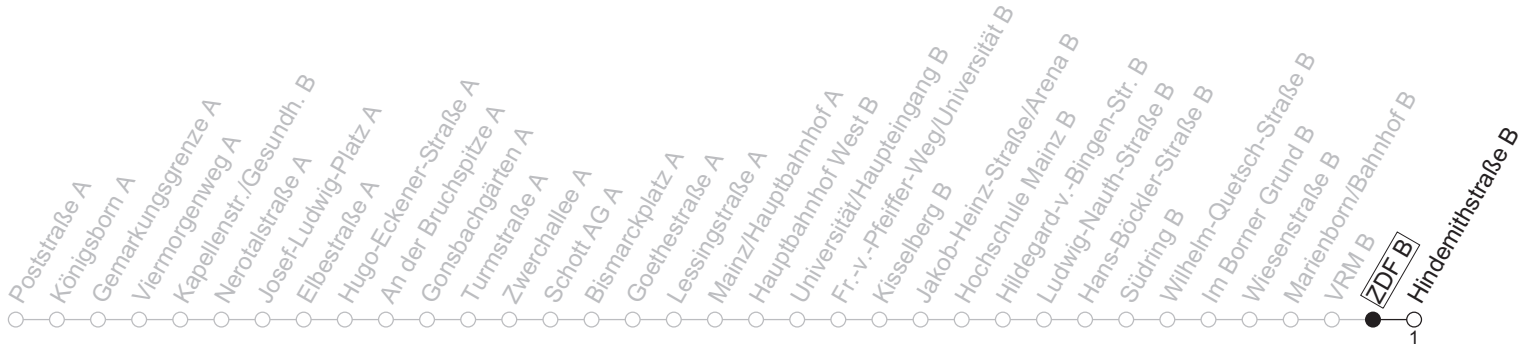 Poststraße A
Königsborn A
Gemarkungsgrenze A
Viermorgenweg A
Kapellenstr./Gesundh. B
Nerotalstraße A
Josef-Ludwig-Platz A
Elbestraße A
Hugo-Eckener-Straße A
An der Bruchspitze A
Gonsbachgärten A
Turmstraße A
Zwerchallee A
Schott AG A
Bismarckplatz A
Goethestraße A
Lessingstraße A
Mainz/Hauptbahnhof A
Hauptbahnhof West B
Universität/Haupteingang B
Fr.-v.-Pfeiffer-Weg/Universität B
Kisselberg B
Jakob-Heinz-Straße/Arena B
Hochschule Mainz B
Hildegard-v.-Bingen-Str. B
Ludwig-Nauth-Straße B
Hans-Böckler-Straße B
Südring B
Wilhelm-Quetsch-Straße B
Im Borner Grund B
Wiesenstraße B
Marienborn/Bahnhof B
VRM B
ZDF B
Hindemithstraße B
1